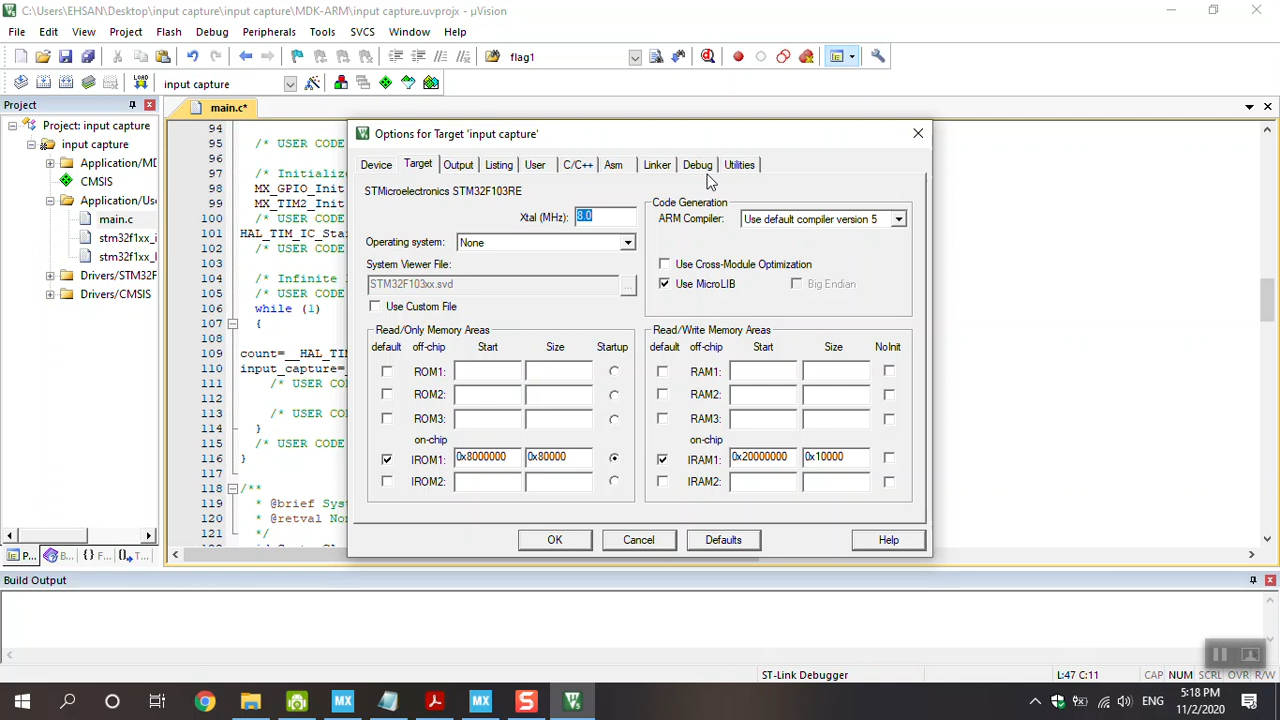 C:\Users\EHSAN\Desktop\input capture\MDK-ARM\input capture.uvprojx - µVision
File Edit View Project Flash Debug Peripherals Tools SVCS Window Help
flag1
LOAD input capture
Project main.c*
Project: input capture
input capture
Application/MD
CMSIS
Application/Use
main.c
stm32f1xx_i
stm32f1xx_h
Drivers/STM32F
Drivers/CMSIS
P... B... {} F... T...
94
95 /* USER CODE
96
97 /* Initialize
98 MX_GPIO_Init
99 MX_TIM2_Init
100 /* USER CODE
101 HAL_TIM_IC_Sta
102 /* USER CODE
103
104 /* Infinite
105 /* USER CODE
106 while (1)
107 {
108
109 count=__HAL_TIM
110 input_capture=_
111 /* USER CODE
112
113 /* USER COD
114 }
115 /* USER CODE
116 }
117
118 /**
119 * @brief Sys
120 * @retval Non
121 */
Options for Target 'input capture'
Device Target Output Listing User C/C++ Asm Linker Debug Utilities
STMicroelectronics STM32F103RE
Xtal (MHz): 8.0
Operating system: None
System Viewer File:
STM32F103xx.svd ...
Use Custom File
Code Generation
ARM Compiler: Use default compiler version 5
Use Cross-Module Optimization
Use MicroLIB Big Endian
Read/Only Memory Areas
default off-chip Start Size Startup
ROM1:
ROM2:
ROM3:
on-chip
IROM1: 0x8000000 0x80000
IROM2:
Read/Write Memory Areas
default off-chip Start Size NoInit
RAM1:
RAM2:
RAM3:
on-chip
IRAM1: 0x20000000 0x10000
IRAM2:
OK Cancel Defaults Help
Build Output
ST-Link Debugger L:47 C:11 CAP NUM SCRL OVR R/W
MX MX S
ENG 5:18 PM
11/2/2020